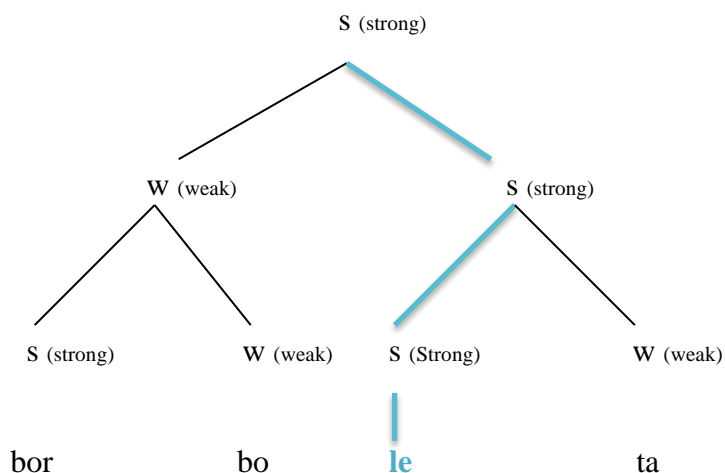 S (strong)
W (weak) S (strong)
S (strong) W (weak) S (Strong) W (weak)
bor bo le ta